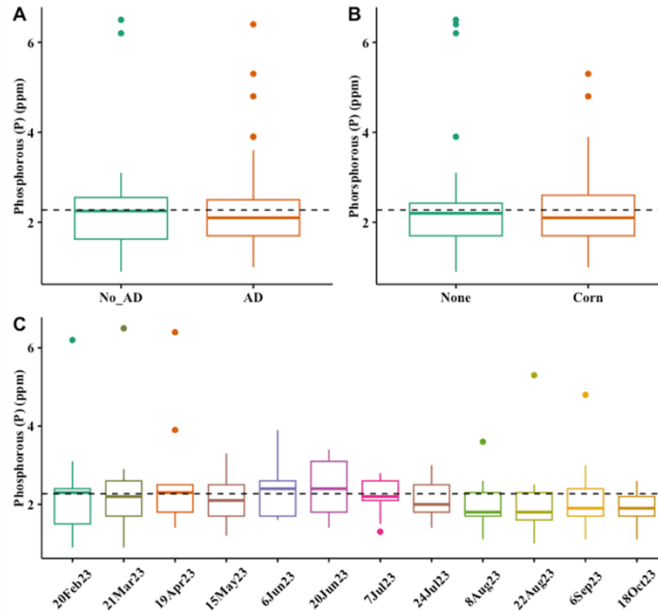 A
Phosphorous (P) (ppm)
6
4
2
No_AD AD
B
Phorsphorous (P) (ppm)
6
4
2
None Corn
C
Phosphorous (P) (ppm)
6
4
2
20Feb23 21Mar23 19Apr23 15May23 6Jun23 20Jun23 7Jul23 24Jul23 8Aug23 22Aug23 6Sep23 18Oct23